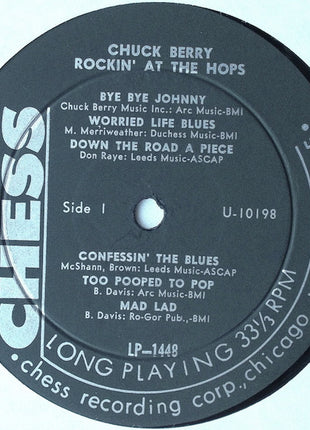 CHUCK BERRY
ROCKIN' AT THE HOPS
BYE BYE JOHNNY
Chuck Berry Music Inc.: Arc Music-BMI
WORRIED LIFE BLUES
M. Merriweather: Duchess Music-BMI
DOWN THE ROAD A PIECE
Don Raye: Leeds Music-ASCAP
Side 1
U-10198
CONFESSIN' THE BLUES
McShann, Brown: Leeds Music-ASCAP
TOO POOPED TO POP
B. Davis: Arc Music-BMI
MAD LAD
B. Davis: Ro-Gor Pub.,-BMI
LP-1448
CHESS
LONG PLAYING 33⅓ RPM
chess recording corp., chicago